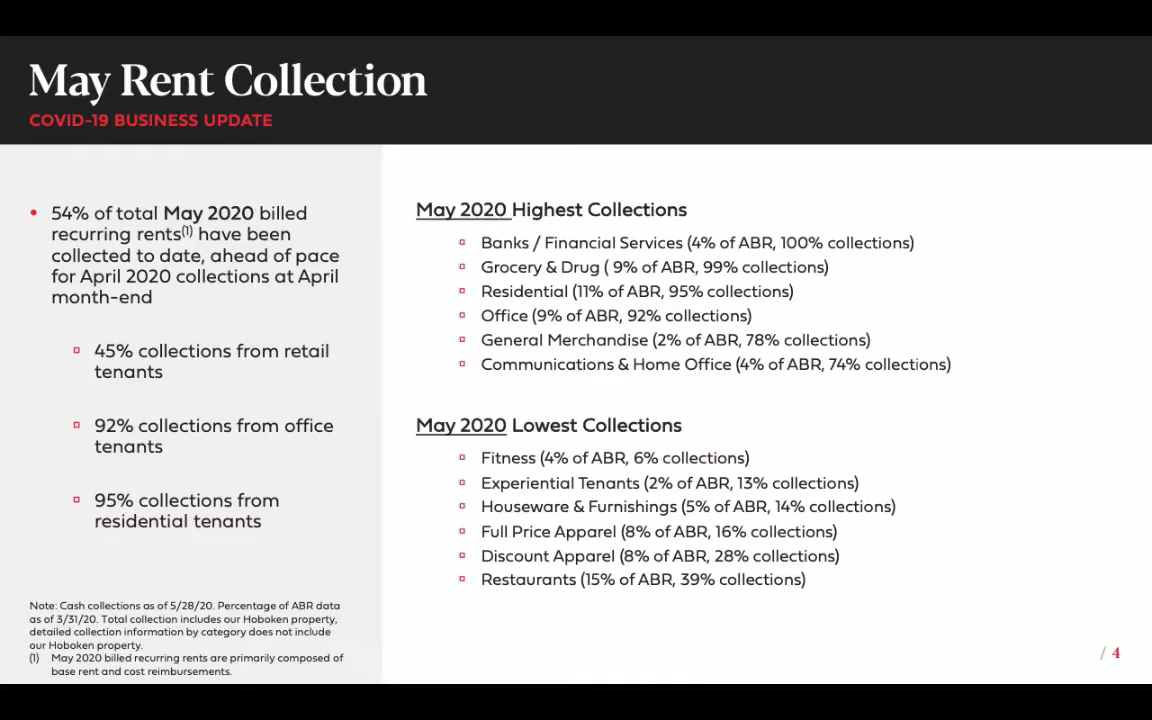 May Rent Collection
COVID-19 BUSINESS UPDATE
• 54% of total May 2020 billed
recurring rents(1) have been
collected to date, ahead of pace
for April 2020 collections at April
month-end
45% collections from retail
tenants
92% collections from office
tenants
95% collections from
residential tenants
Note: Cash collections as of 5/28/20. Percentage of ABR data
as of 3/31/20. Total collection includes our Hoboken property,
detailed collection information by category does not include
our Hoboken property.
(1) May 2020 billed recurring rents are primarily composed of
base rent and cost reimbursements.
May 2020 Highest Collections
Banks / Financial Services (4% of ABR, 100% collections)
Grocery & Drug ( 9% of ABR, 99% collections)
Residential (11% of ABR, 95% collections)
Office (9% of ABR, 92% collections)
General Merchandise (2% of ABR, 78% collections)
Communications & Home Office (4% of ABR, 74% collections)
May 2020 Lowest Collections
Fitness (4% of ABR, 6% collections)
Experiential Tenants (2% of ABR, 13% collections)
Houseware & Furnishings (5% of ABR, 14% collections)
Full Price Apparel (8% of ABR, 16% collections)
Discount Apparel (8% of ABR, 28% collections)
Restaurants (15% of ABR, 39% collections)
/ 4